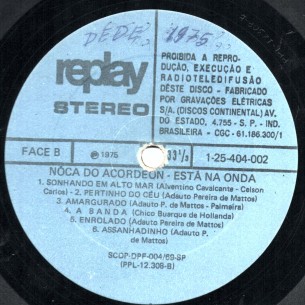 DÉDÉ 1975
replay
STEREO
PROIBIDA A REPRO-
DUÇÃO, EXECUÇÃO E
RADIOTELEDIFUSÃO
DÊSTE DISCO - FABRICADO
POR GRAVAÇÕES ELÉTRICAS
S/A. (DISCOS CONTINENTAL) AV.
DO ESTADO, 4.755 - S. P. - IND.
BRASILEIRA - CGC - 61.186.300/1
FACE B ℗ 1975 33 1/3 1-25-404-002
NÔCA DO ACORDEON - ESTÁ NA ONDA
1. SONHANDO EM ALTO MAR (Alventino Cavalcante - Celson
Carlos) - 2. PERTINHO DO CÉU (Adauto Pereira de Mattos)
3. AMARGURADO (Adauto P. de Mattos - Palmeira)
4. A BANDA (Chico Buarque de Hollanda)
5. ENROLADO (Adauto Pereira de Mattos)
6. ASSANHADINHO (Adauto P.
de Mattos)
SCDP-DPF-004/69-SP
(PPL-12.306-B)